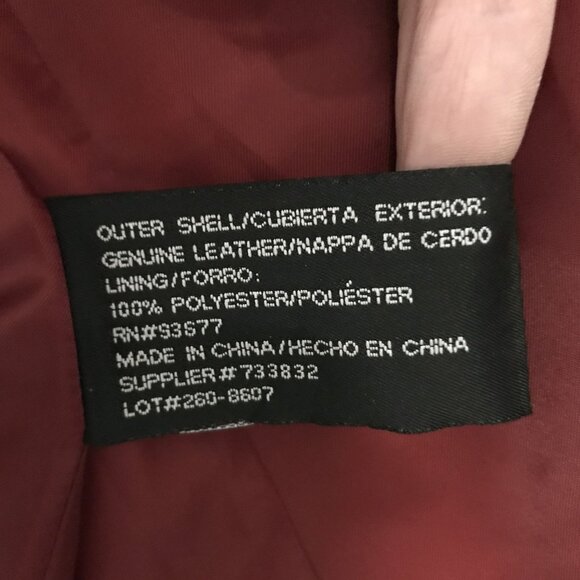 OUTER SHELL/CUBIERTA EXTERIOR:
GENUINE LEATHER/NAPPA DE CERDO
LINING/FORRO:
100% POLYESTER/POLIÉSTER
RN#93677
MADE IN CHINA/HECHO EN CHINA
SUPPLIER# 733832
LOT#260-8607